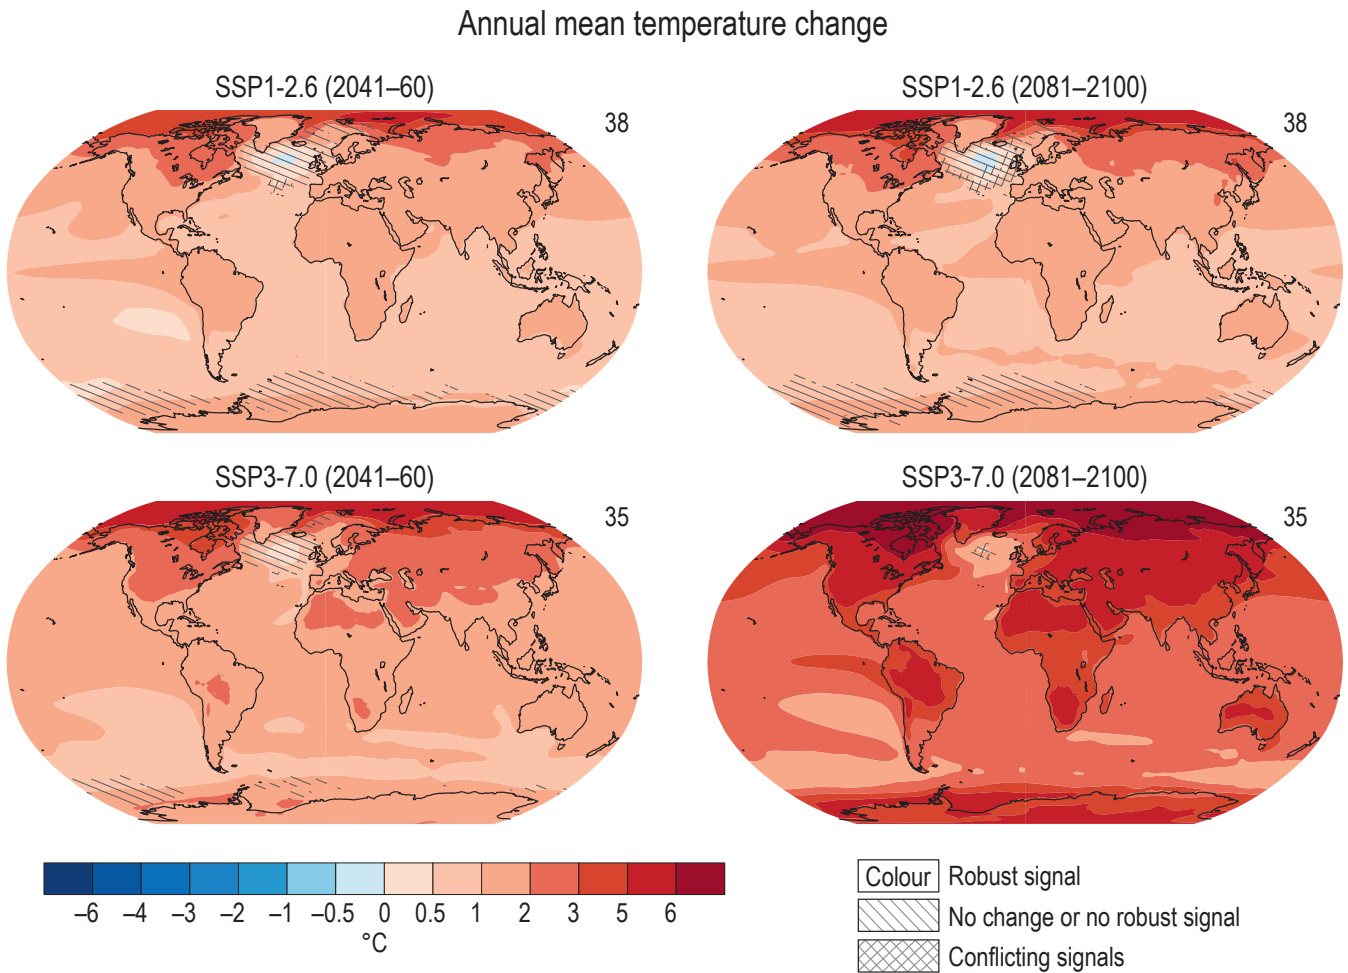 Annual mean temperature change
SSP1-2.6 (2041–60)
38
SSP1-2.6 (2081–2100)
38
SSP3-7.0 (2041–60)
35
SSP3-7.0 (2081–2100)
35
–6 –4 –3 –2 –1 –0.5 0 0.5 1 2 3 5 6
°C
Colour Robust signal
No change or no robust signal
Conflicting signals